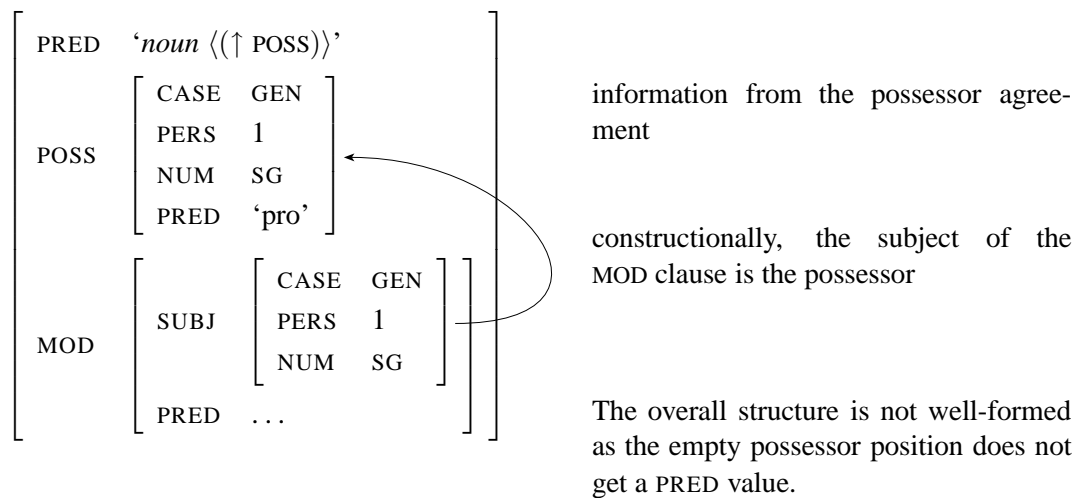 PRED ‘noun ⟨(↑ POSS)⟩’
POSS
CASE GEN
PERS 1
NUM SG
PRED ‘pro’
MOD
SUBJ
CASE GEN
PERS 1
NUM SG
PRED ...
information from the possessor agree-
ment
constructionally, the subject of the
MOD clause is the possessor
The overall structure is not well-formed
as the empty possessor position does not
get a PRED value.